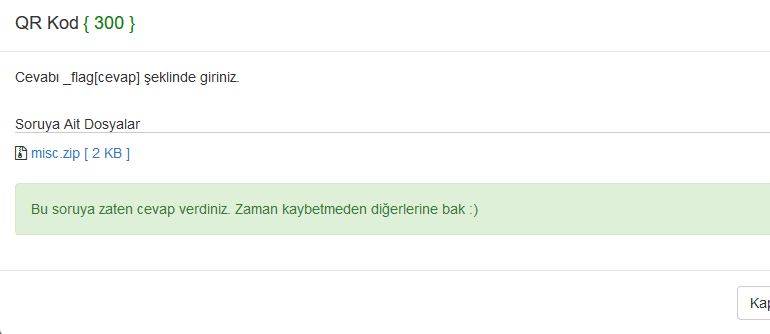 QR Kod { 300 }
Cevabı _flag[cevap] şeklinde giriniz.
Soruya Ait Dosyalar
misc.zip [ 2 KB ]
Bu soruya zaten cevap verdiniz. Zaman kaybetmeden diğerlerine bak :)
Kap